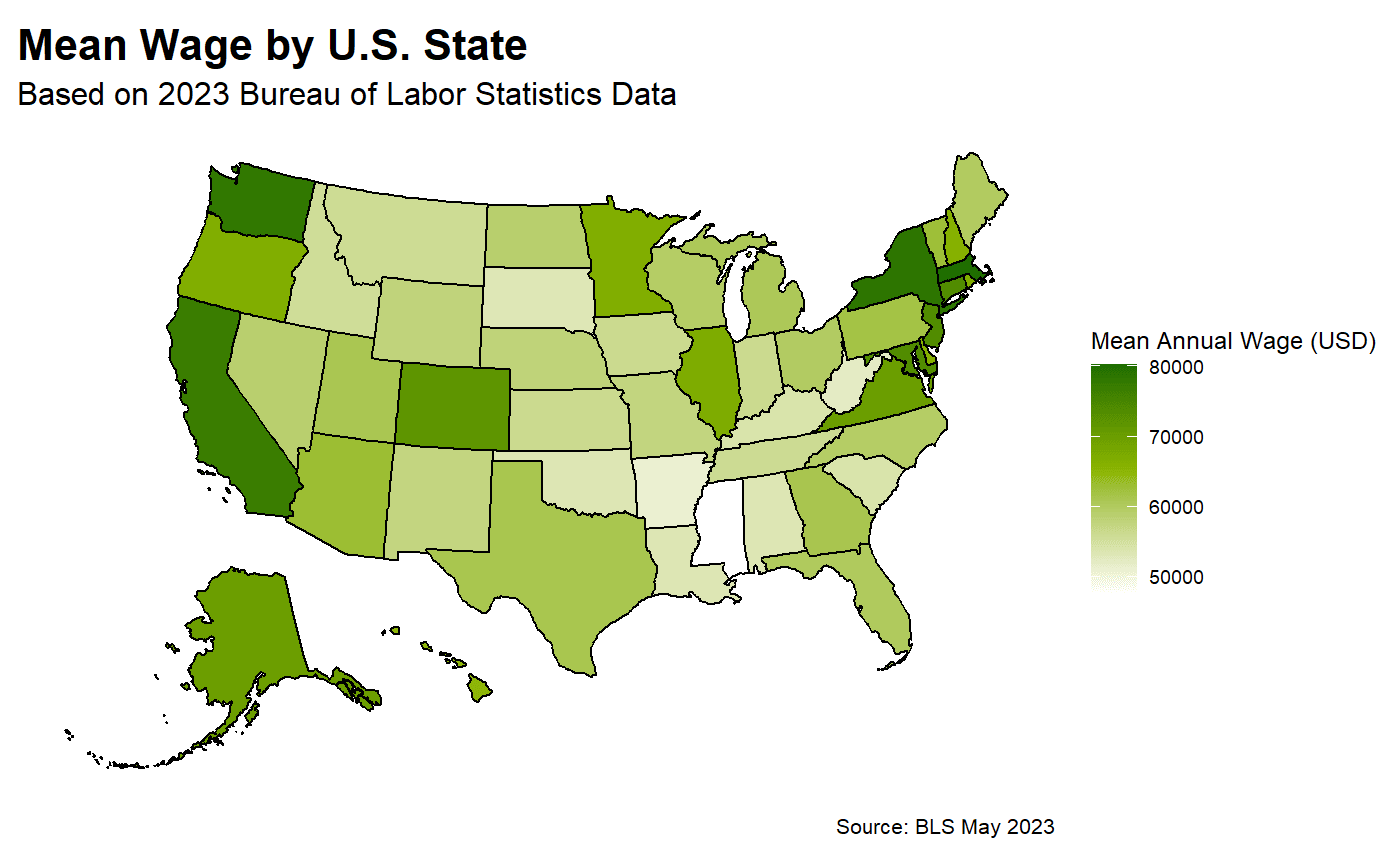 Mean Wage by U.S. State
Based on 2023 Bureau of Labor Statistics Data
Mean Annual Wage (USD)
80000
70000
60000
50000
Source: BLS May 2023